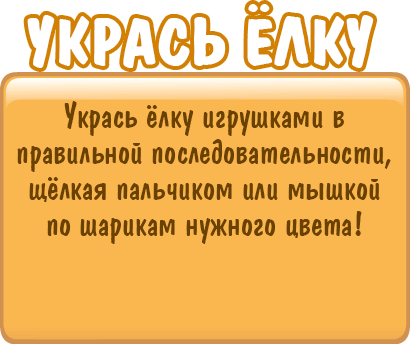 УКРАСЬ ЁЛКУ
Укрась ёлку игрушками в
правильной последовательности,
щёлкая пальчиком или мышкой
по шарикам нужного цвета!